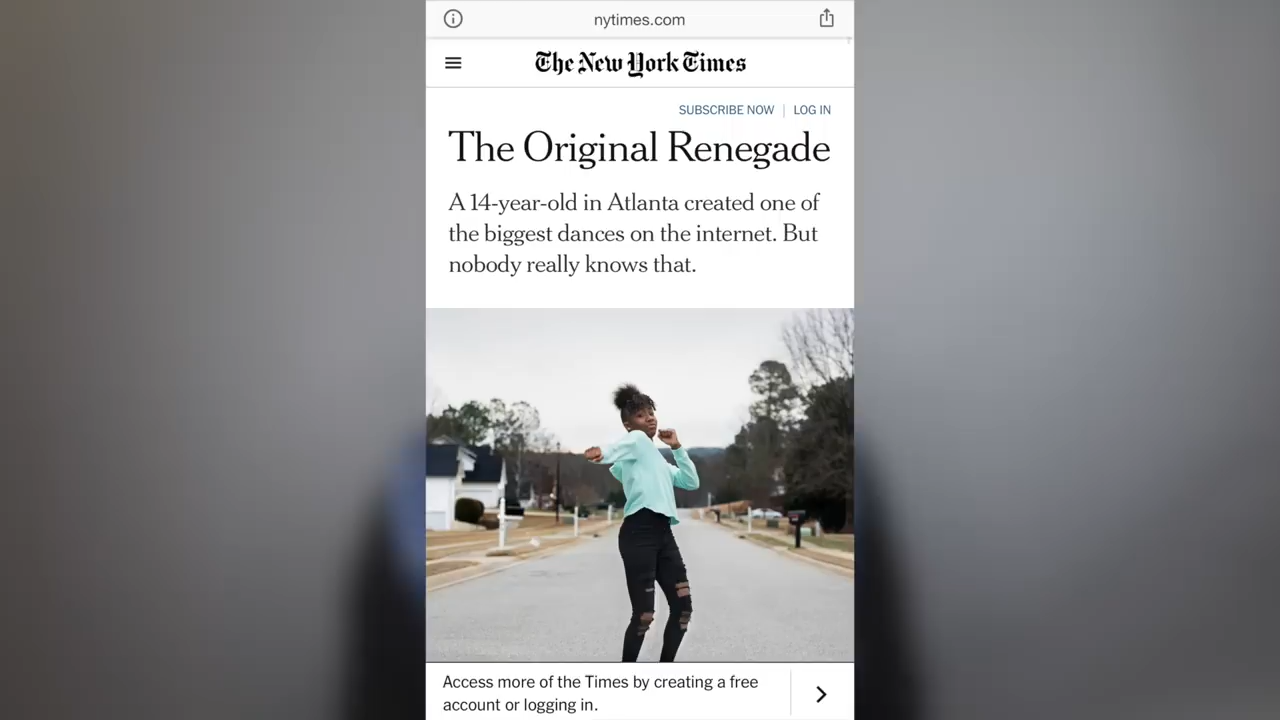 nytimes.com
The New York Times
SUBSCRIBE NOW | LOG IN
The Original Renegade
A 14-year-old in Atlanta created one of
the biggest dances on the internet. But
nobody really knows that.
Access more of the Times by creating a free
account or logging in.